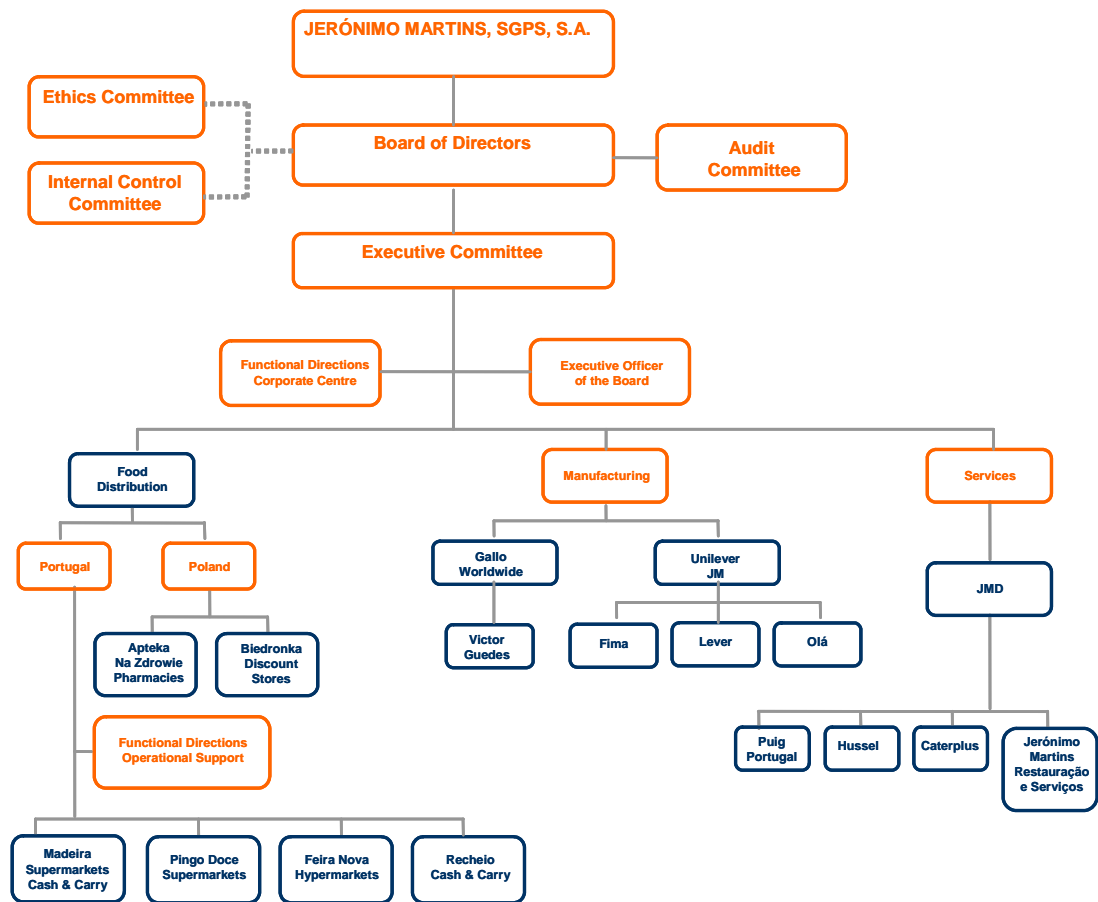 JERÓNIMO MARTINS, SGPS, S.A.
Ethics Committee
Board of Directors
Audit
Committee
Internal Control
Committee
Executive Committee
Functional Directions
Corporate Centre
Executive Officer
of the Board
Food
Distribution
Manufacturing
Services
Portugal
Poland
Gallo
Worldwide
Unilever
JM
JMD
Apteka
Na Zdrowie
Pharmacies
Biedronka
Discount
Stores
Victor
Guedes
Fima
Lever
Olá
Functional Directions
Operational Support
Puig
Portugal
Hussel
Caterplus
Jerónimo
Martins
Restauração
e Serviços
Madeira
Supermarkets
Cash & Carry
Pingo Doce
Supermarkets
Feira Nova
Hypermarkets
Recheio
Cash & Carry